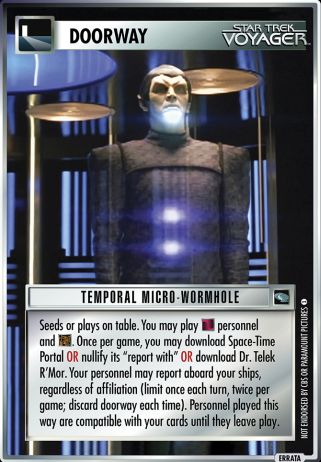 DOORWAY
STAR TREK
VOYAGER
TEMPORAL MICRO-WORMHOLE
Seeds or plays on table. You may play personnel
and . Once per game, you may download Space-Time
Portal OR nullify its "report with" OR download Dr. Telek
R'Mor. Your personnel may report aboard your ships,
regardless of affiliation (limit once each turn, twice per
game; discard doorway each time). Personnel played this
way are compatible with your cards until they leave play.
NOT ENDORSED BY CBS OR PARAMOUNT PICTURES
ERRATA